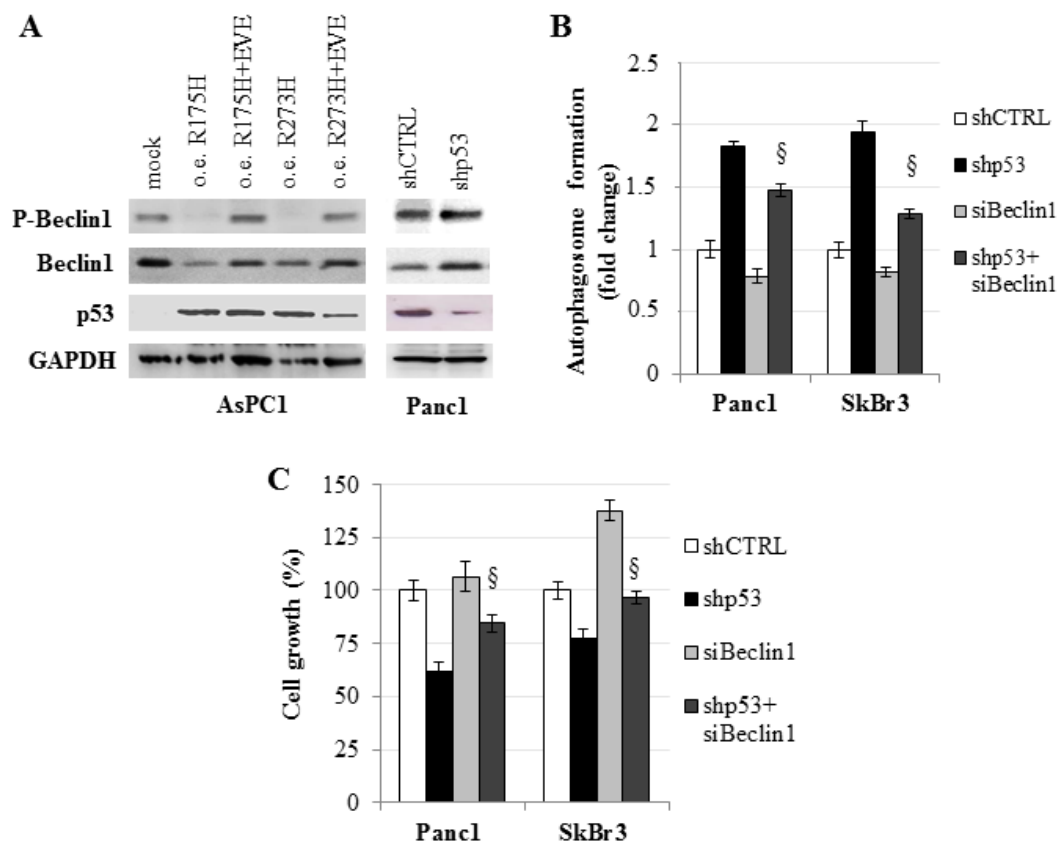 A
mock
o.e. R175H
o.e. R175H+EVE
o.e. R273H
o.e. R273H+EVE
shCTRL
shp53
P-Beclin1
Beclin1
p53
GAPDH
AsPC1
Panc1
B
Autophagosome formation
(fold change)
2.5
2
1.5
1
0.5
0
§
§
Panc1
SkBr3
shCTRL
shp53
siBeclin1
shp53+
siBeclin1
C
Cell growth (%)
150
125
100
75
50
25
0
§
§
Panc1
SkBr3
shCTRL
shp53
siBeclin1
shp53+
siBeclin1